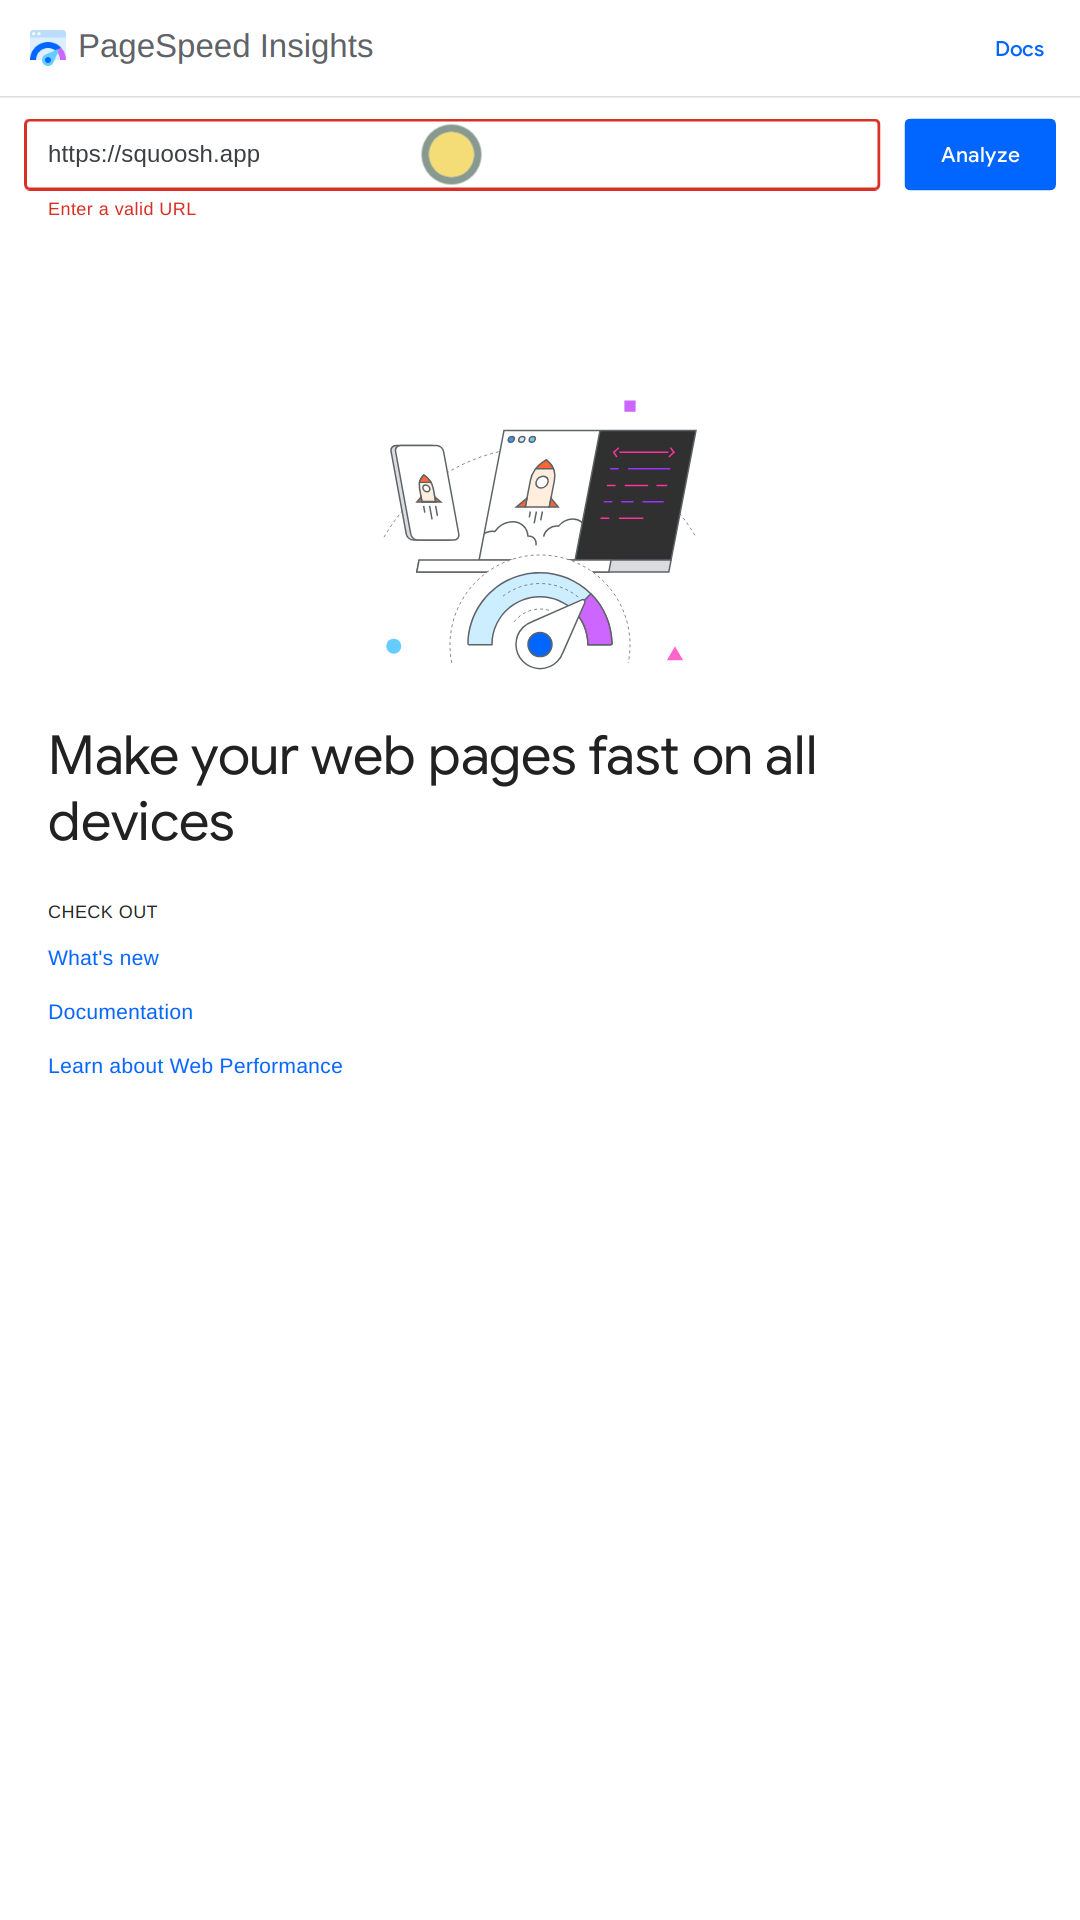 PageSpeed Insights
Docs
https://squoosh.app
Analyze
Enter a valid URL
Make your web pages fast on all
devices
CHECK OUT
What's new
Documentation
Learn about Web Performance